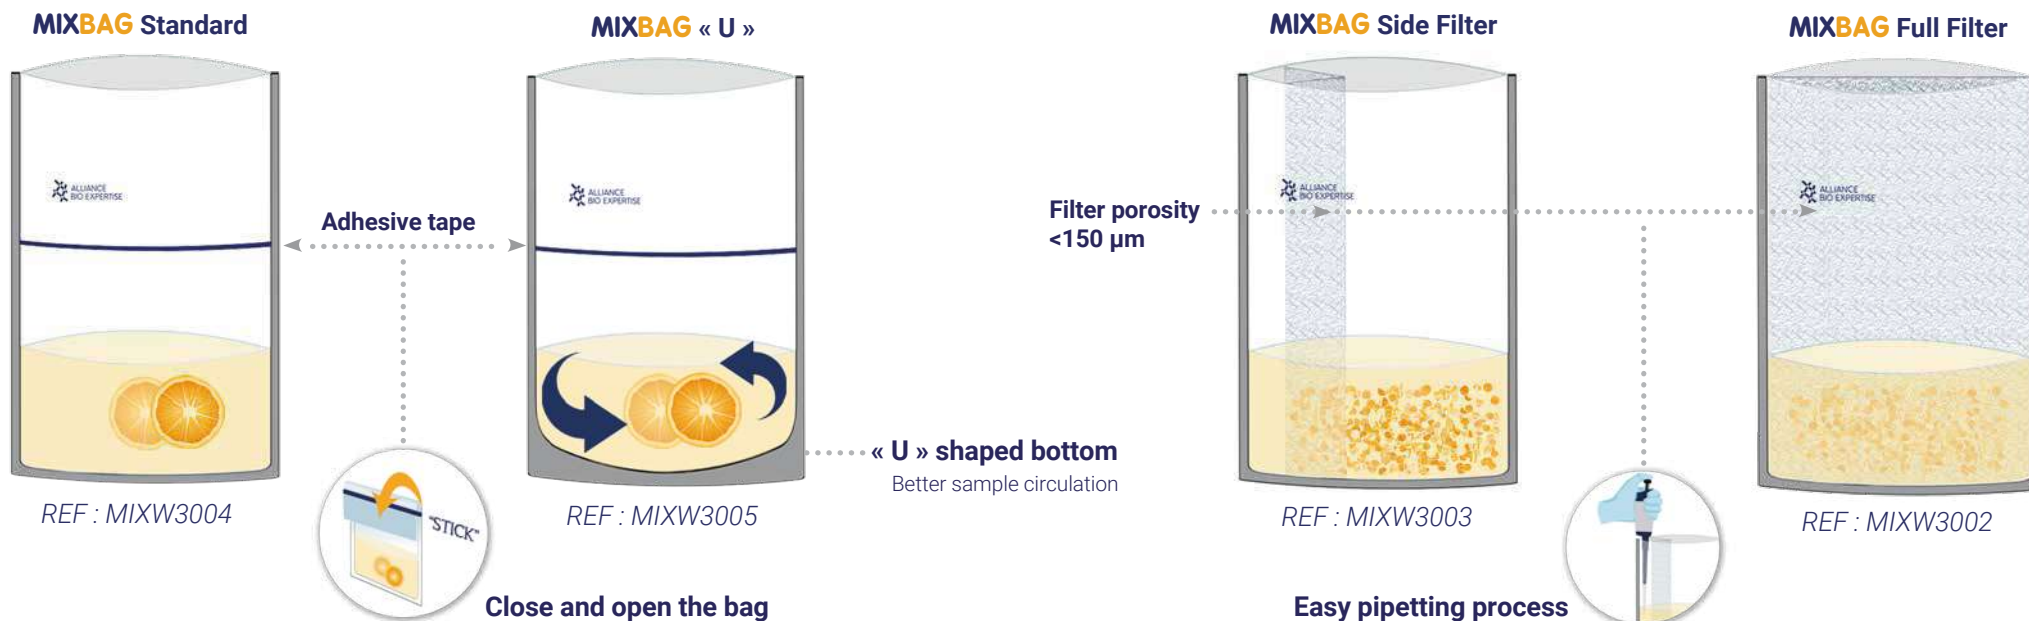 MIXBAG Standard
MIXBAG « U »
MIXBAG Side Filter
MIXBAG Full Filter
ALLIANCE
BIO EXPERTISE
ALLIANCE
BIO EXPERTISE
ALLIANCE
BIO EXPERTISE
ALLIANCE
BIO EXPERTISE
Adhesive tape
Filter porosity
<150 µm
« U » shaped bottom
Better sample circulation
REF : MIXW3004
REF : MIXW3005
REF : MIXW3003
REF : MIXW3002
"STICK"
Close and open the bag
Easy pipetting process